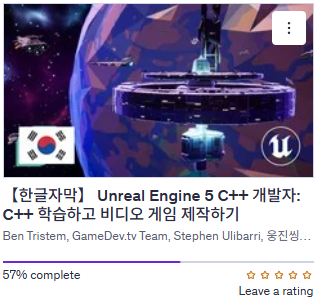 【한글자막】 Unreal Engine 5 C++ 개발자:
C++ 학습하고 비디오 게임 제작하기
Ben Tristem, GameDev.tv Team, Stephen Ulibarri, 웅진씽...
57% complete
Leave a rating